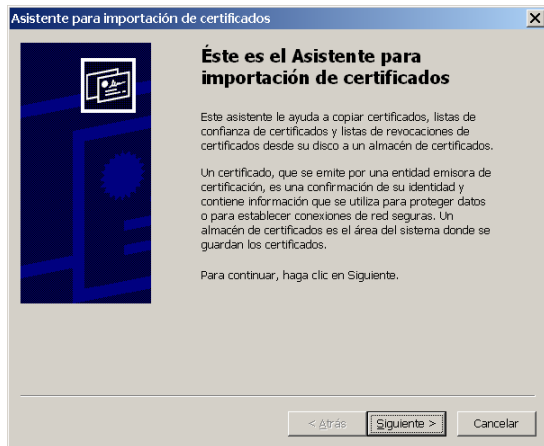 Asistente para importación de certificados
Éste es el Asistente para
importación de certificados
Este asistente le ayuda a copiar certificados, listas de
confianza de certificados y listas de revocaciones de
certificados desde su disco a un almacén de certificados.
Un certificado, que se emite por una entidad emisora de
certificación, es una confirmación de su identidad y
contiene información que se utiliza para proteger datos
o para establecer conexiones de red seguras. Un
almacén de certificados es el área del sistema donde se
guardan los certificados.
Para continuar, haga clic en Siguiente.
< Atrás Siguiente > Cancelar